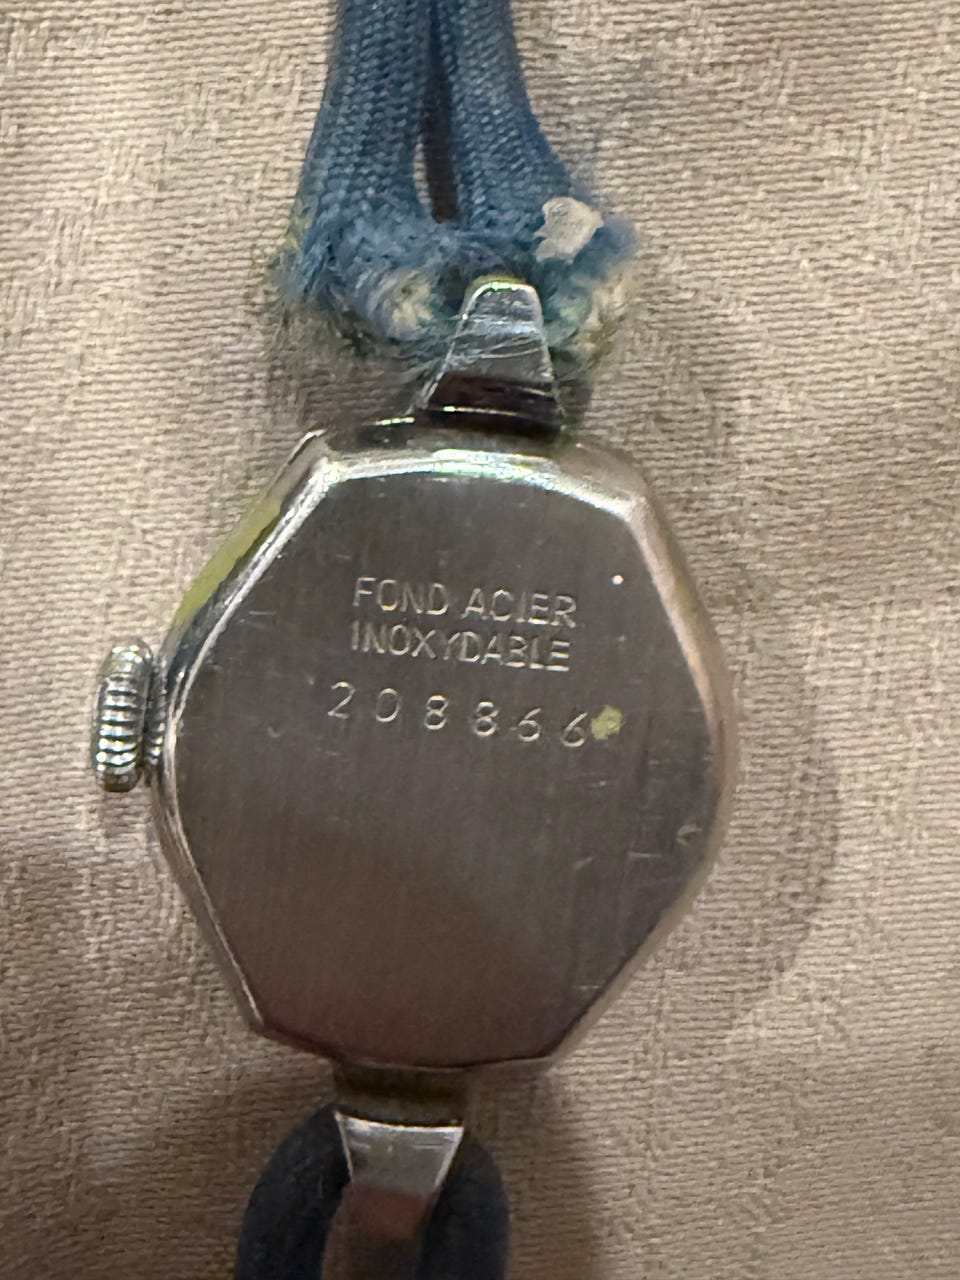 FOND ACIER
INOXYDABLE
208866